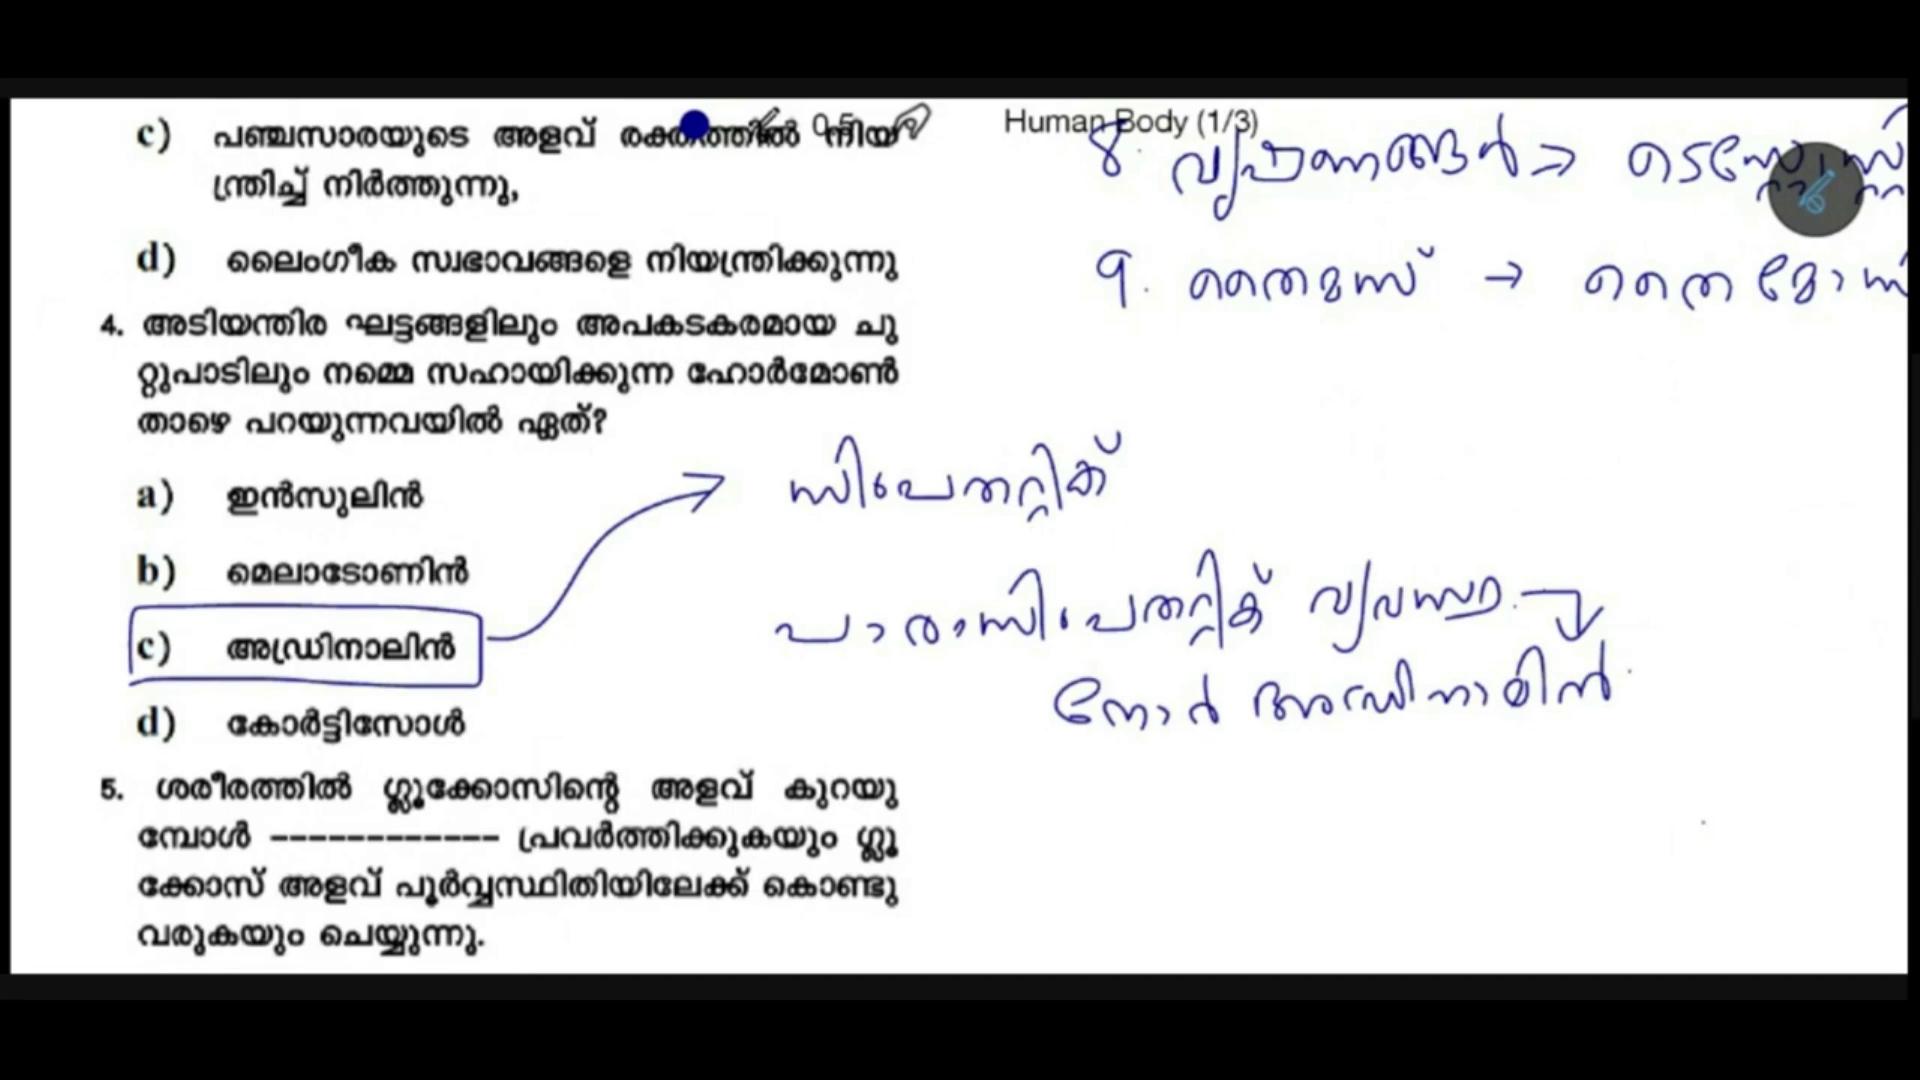 Human Body (1/3)
c) പഞ്ചസാരയുടെ അളവ് രക്തത്തിൽ നിയ
ന്ത്രിച്ച് നിർത്തുന്നു,
d) ലൈംഗീക സ്വഭാവങ്ങളെ നിയന്ത്രിക്കുന്നു
4. അടിയന്തിര ഘട്ടങ്ങളിലും അപകടകരമായ ചു
റ്റുപാടിലും നമ്മെ സഹായിക്കുന്ന ഹോർമോൺ
താഴെ പറയുന്നവയിൽ ഏത്?
a) ഇൻസുലിൻ
b) മെലാടോണിൻ
c) അഡ്രിനാലിൻ
d) കോർട്ടിസോൾ
5. ശരീരത്തിൽ ഗ്ലൂക്കോസിന്റെ അളവ് കുറയു
മ്പോൾ ------------ പ്രവർത്തിക്കുകയും ഗ്ലൂ
ക്കോസ് അളവ് പൂർവ്വസ്ഥിതിയിലേക്ക് കൊണ്ടു
വരുകയും ചെയ്യുന്നു.
8. വൃഷണങ്ങൾ →
9. തൈമസ് → തൈമോസ
സിംപതറ്റിക്
പാരാസിംപതറ്റിക് വ്യവസ്ഥ.
നോർ അഡ്രിനാലിൻ